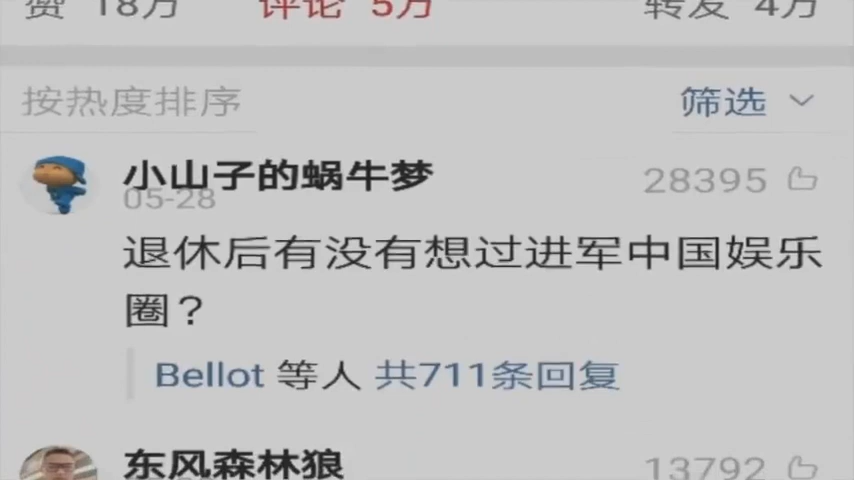 赞 18万 评论 5万 转发 4万
按热度排序 筛选
小山子的蜗牛梦 28395
05-28
退休后有没有想过进军中国娱乐
圈？
Bellot 等人 共711条回复
东风森林狼 13792